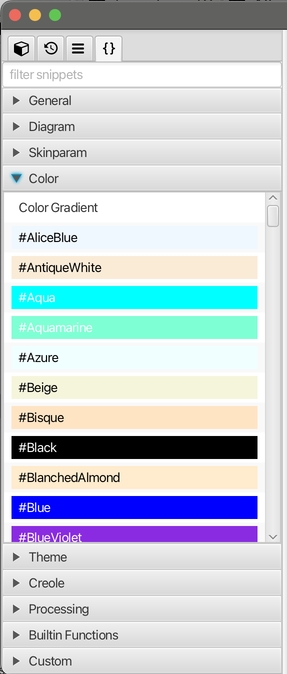 {}
filter snippets
General
Diagram
Skinparam
Color
Color Gradient
#AliceBlue
#AntiqueWhite
#Aqua
#Aquamarine
#Azure
#Beige
#Bisque
#Black
#BlanchedAlmond
#Blue
#BlueViolet
Theme
Creole
Processing
Builtin Functions
Custom